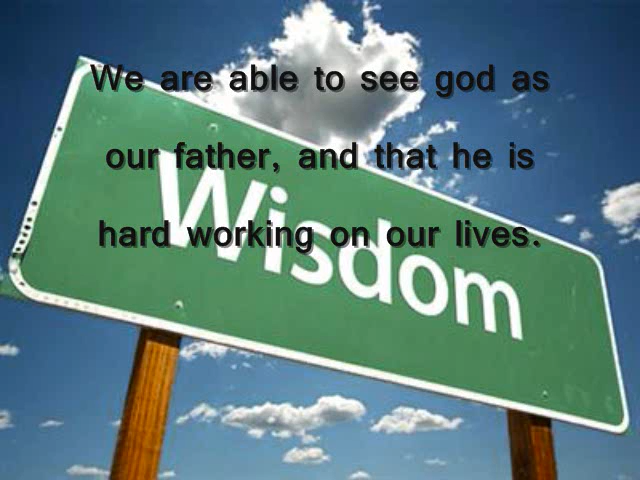 We are able to see god as
our father, and that he is
hard working on our lives.
Wisdom